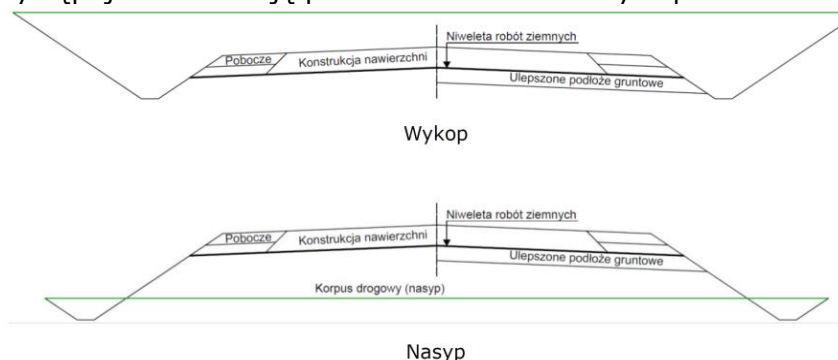 Niweleta robót ziemnych
Pobocze
Konstrukcja nawierzchni
Ulepszone podłoże gruntowe
Wykop
Niweleta robót ziemnych
Pobocze
Konstrukcja nawierzchni
Ulepszone podłoże gruntowe
Korpus drogowy (nasyp)
Nasyp